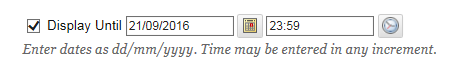 Display Until 21/09/2016 23:59
Enter dates as dd/mm/yyyy. Time may be entered in any increment.